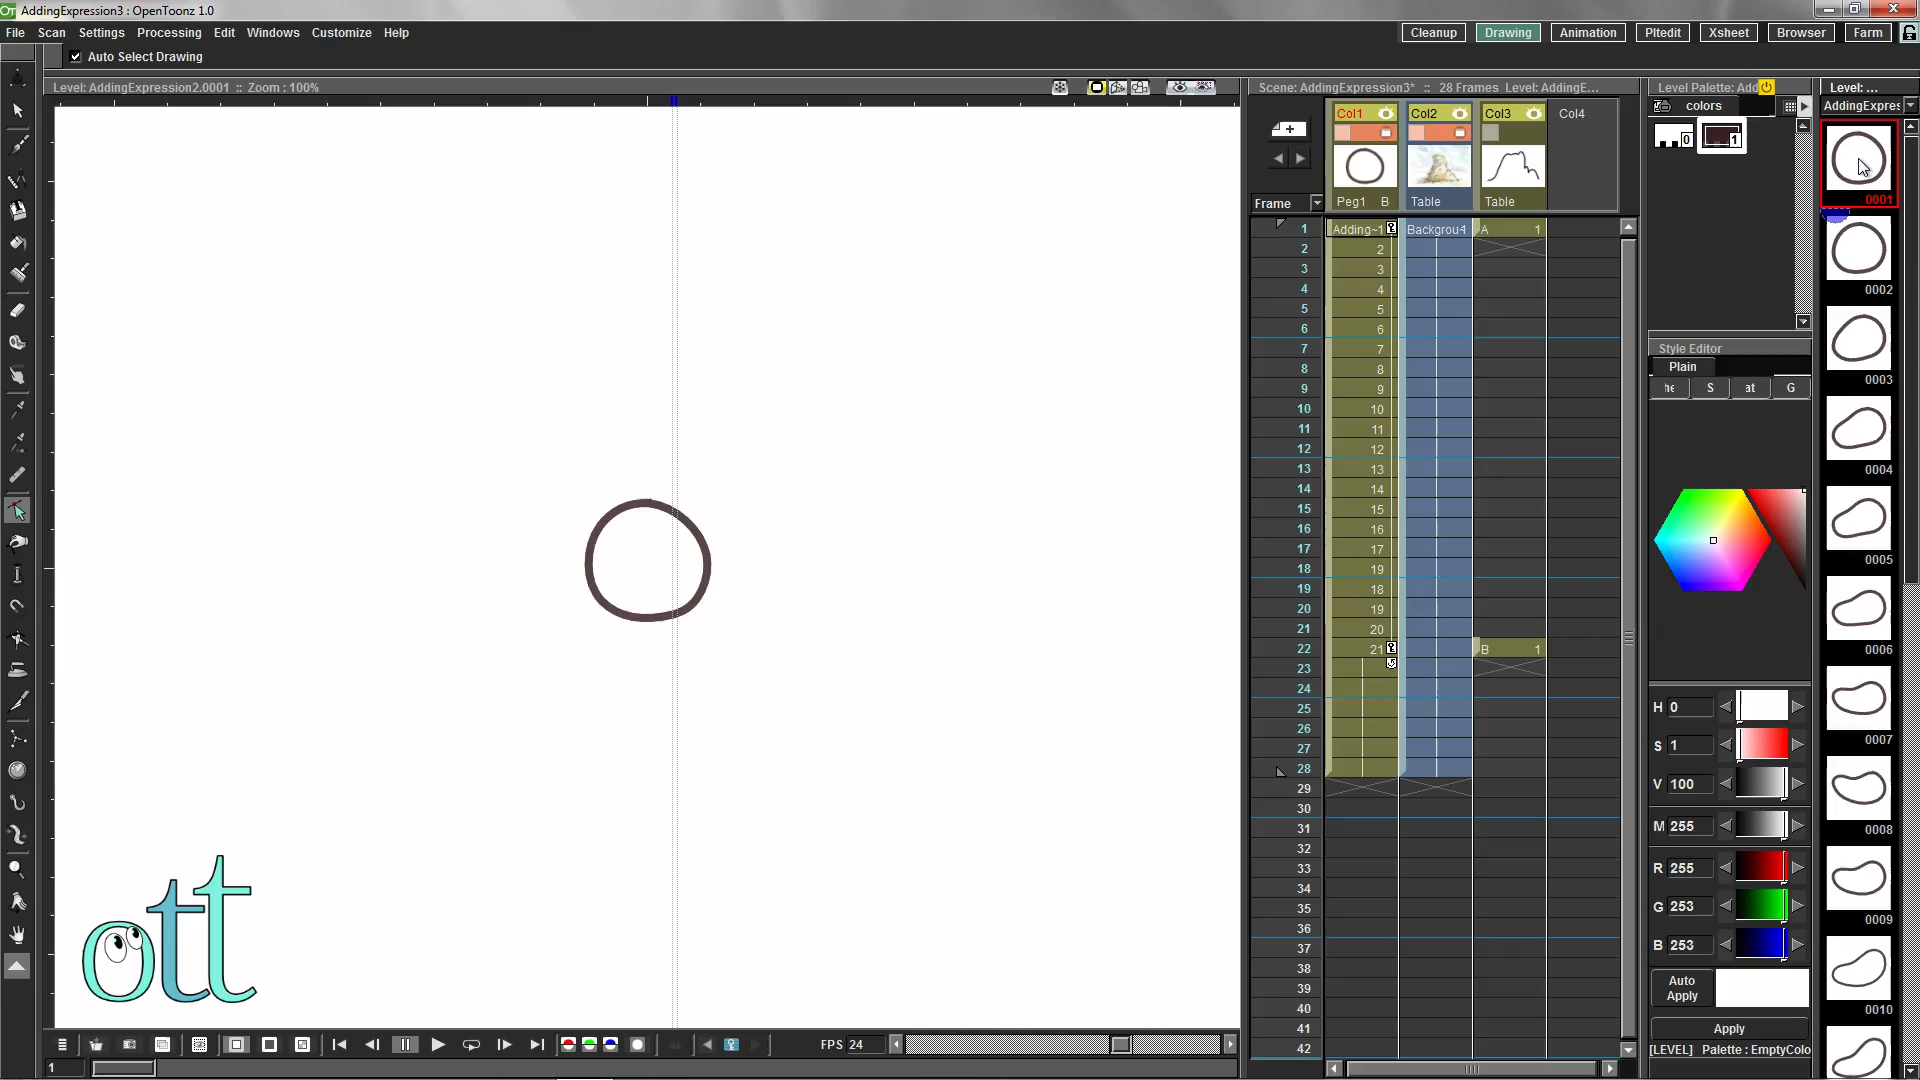 AddingExpression3 : OpenToonz 1.0
File Scan Settings Processing Edit Windows Customize Help
Cleanup Drawing Animation Pltedit Xsheet Browser Farm
Auto Select Drawing
Level: AddingExpression2.0001 :: Zoom : 100%
Scene: AddingExpression3* :: 28 Frames Level: AddingE...
Level Palette: Add
Level: ...
colors
AddingExpres
0
1
Col1 Col2 Col3 Col4
Peg1 B Table Table
Frame
1 Adding~1 Backgrou1 A 1
2 2
3 3
4 4
5 5
6 6
7 7
8 8
9 9
10 10
11 11
12 12
13 13
14 14
15 15
16 16
17 17
18 19
19 18
20 19
21 20
22 21 B 1
23
24
25
26
27
28
29
30
31
32
33
34
35
36
37
38
39
40
41
42
Style Editor
Plain
he S at G
H 0
S 1
V 100
M 255
R 255
G 253
B 253
Auto
Apply
Apply
[LEVEL] Palette : EmptyColo
0001
0002
0003
0004
0005
0006
0007
0008
0009
0010
ott
FPS 24
1